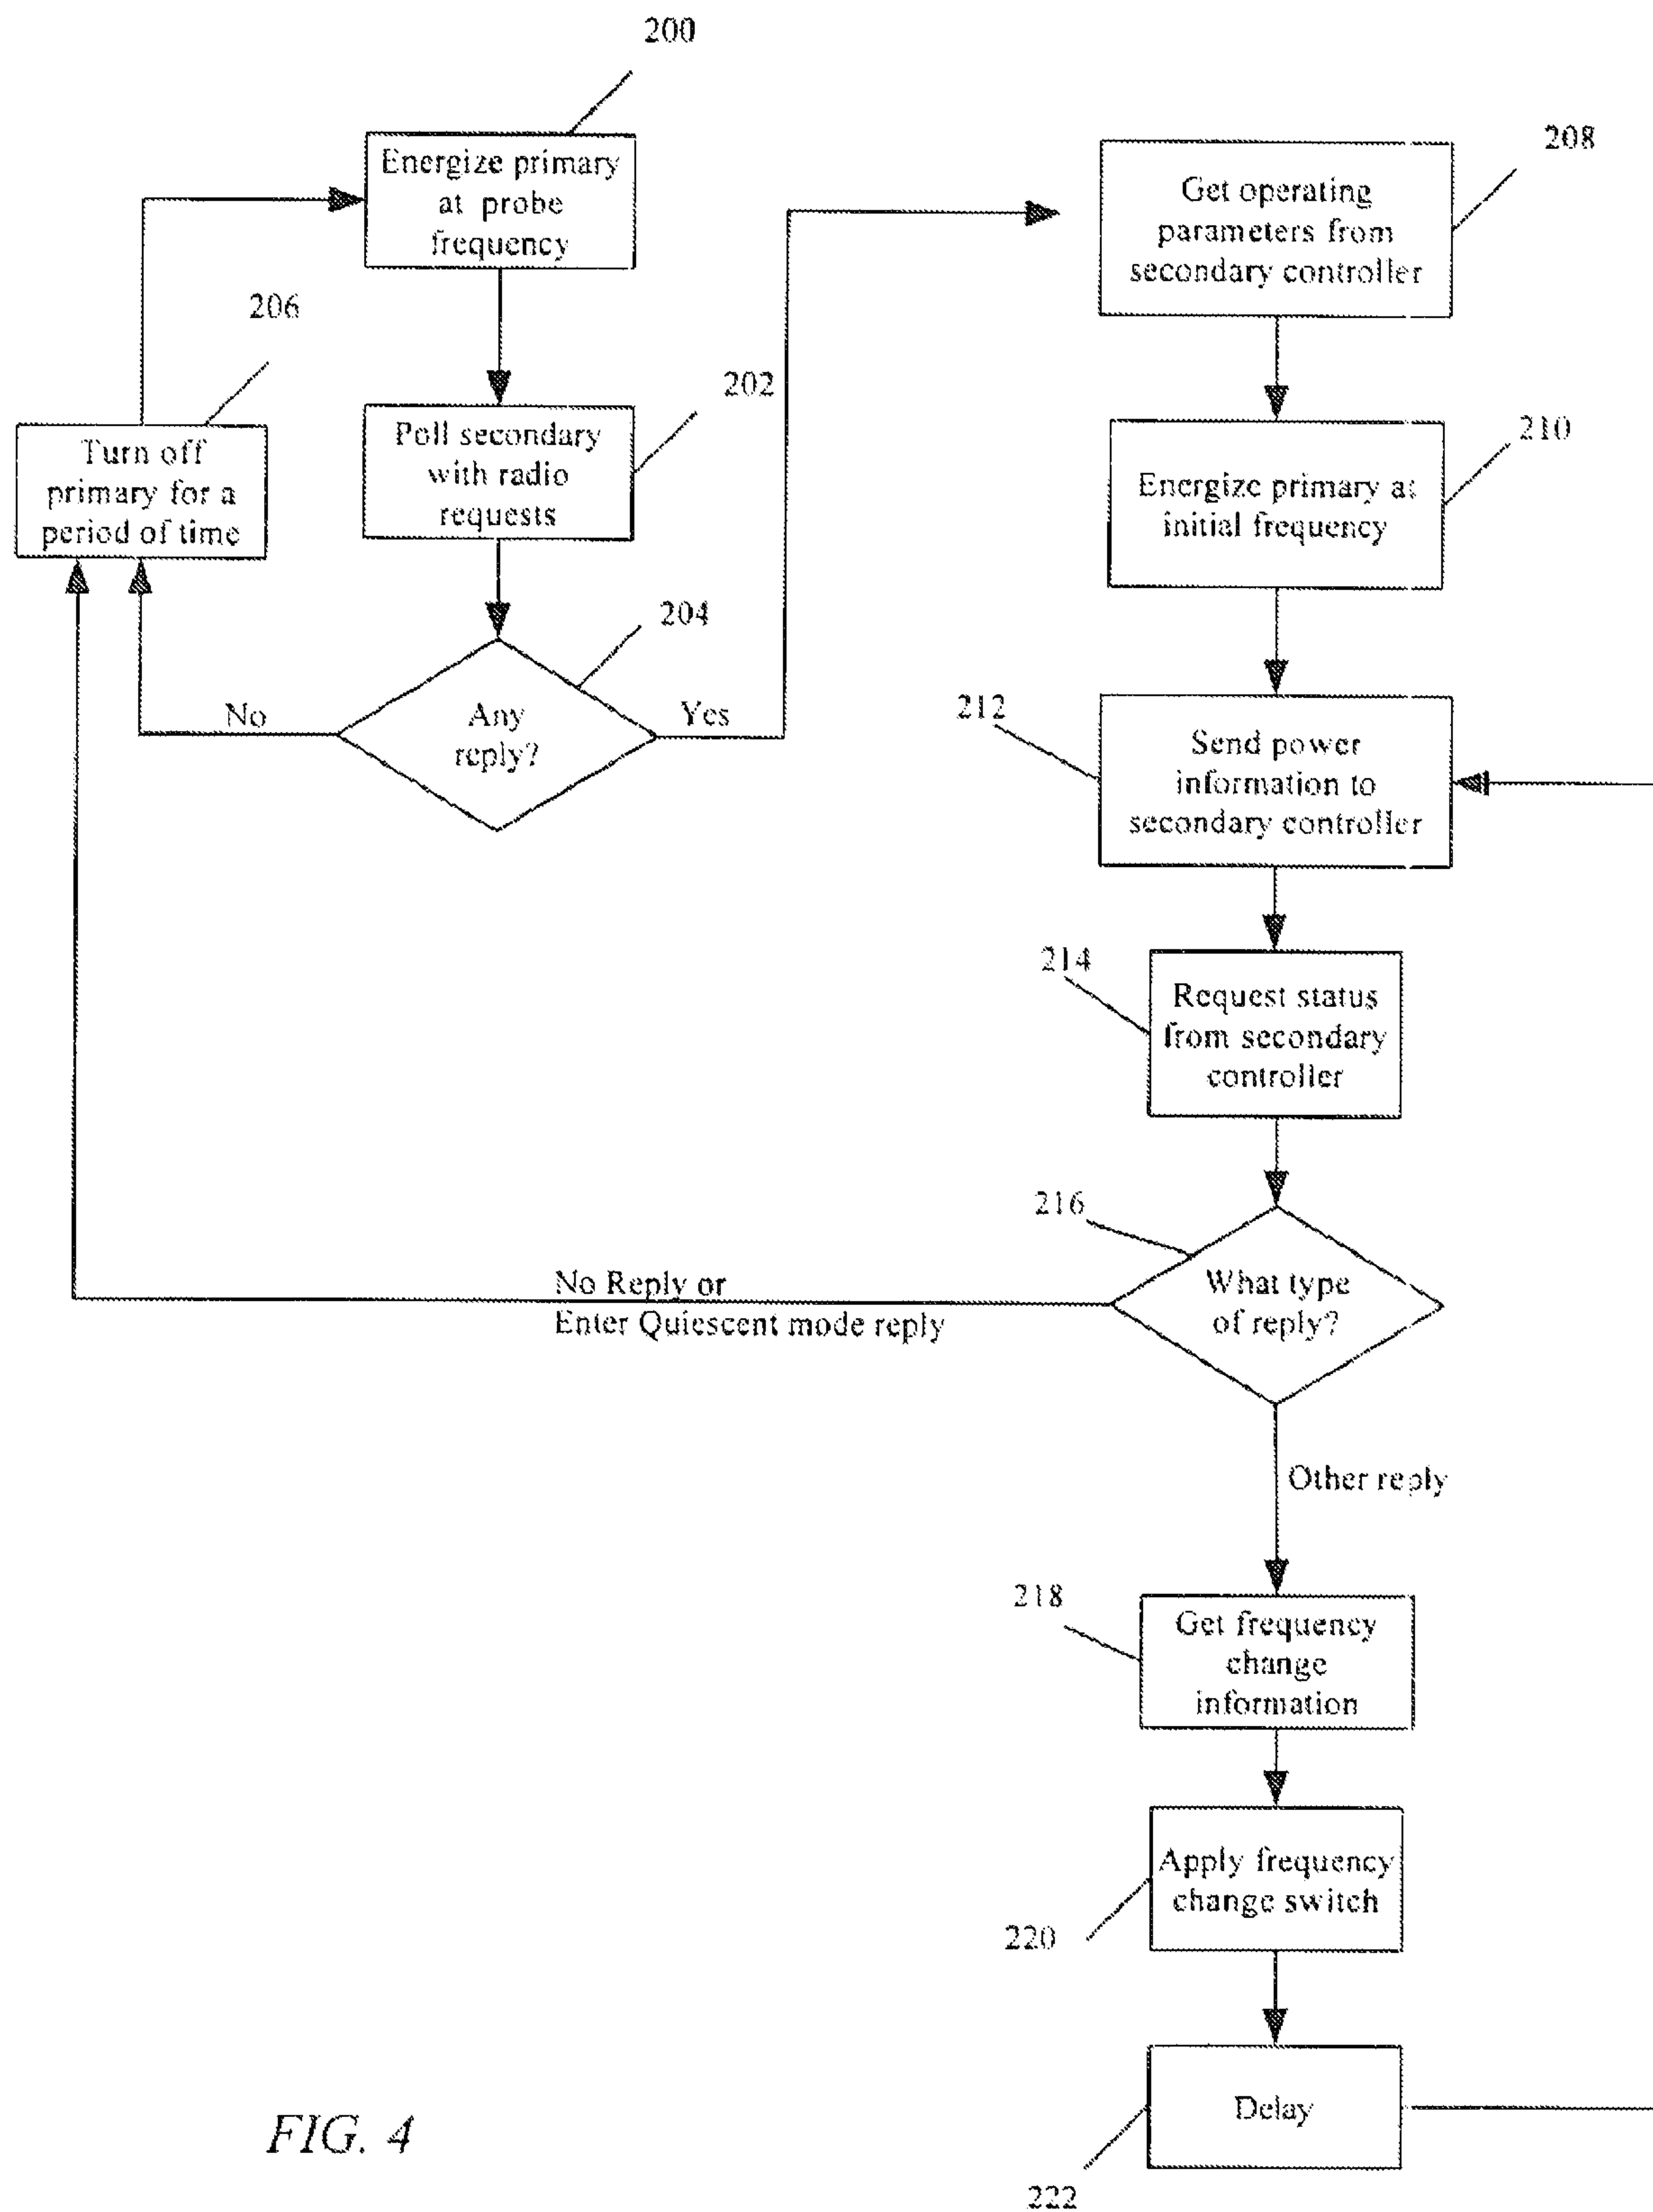 200
Energize primary
at probe
frequency
206
Turn off
primary for a
period of time
202
Poll secondary
with radio
requests
204
Any
reply?
No
Yes
208
Get operating
parameters from
secondary controller
210
Energize primary at
initial frequency
212
Send power
information to
secondary controller
214
Request status
from secondary
controller
216
What type
of reply?
No Reply or
Enter Quiescent mode reply
Other reply
218
Get frequency
change
information
220
Apply frequency
change switch
222
Delay
FIG. 4